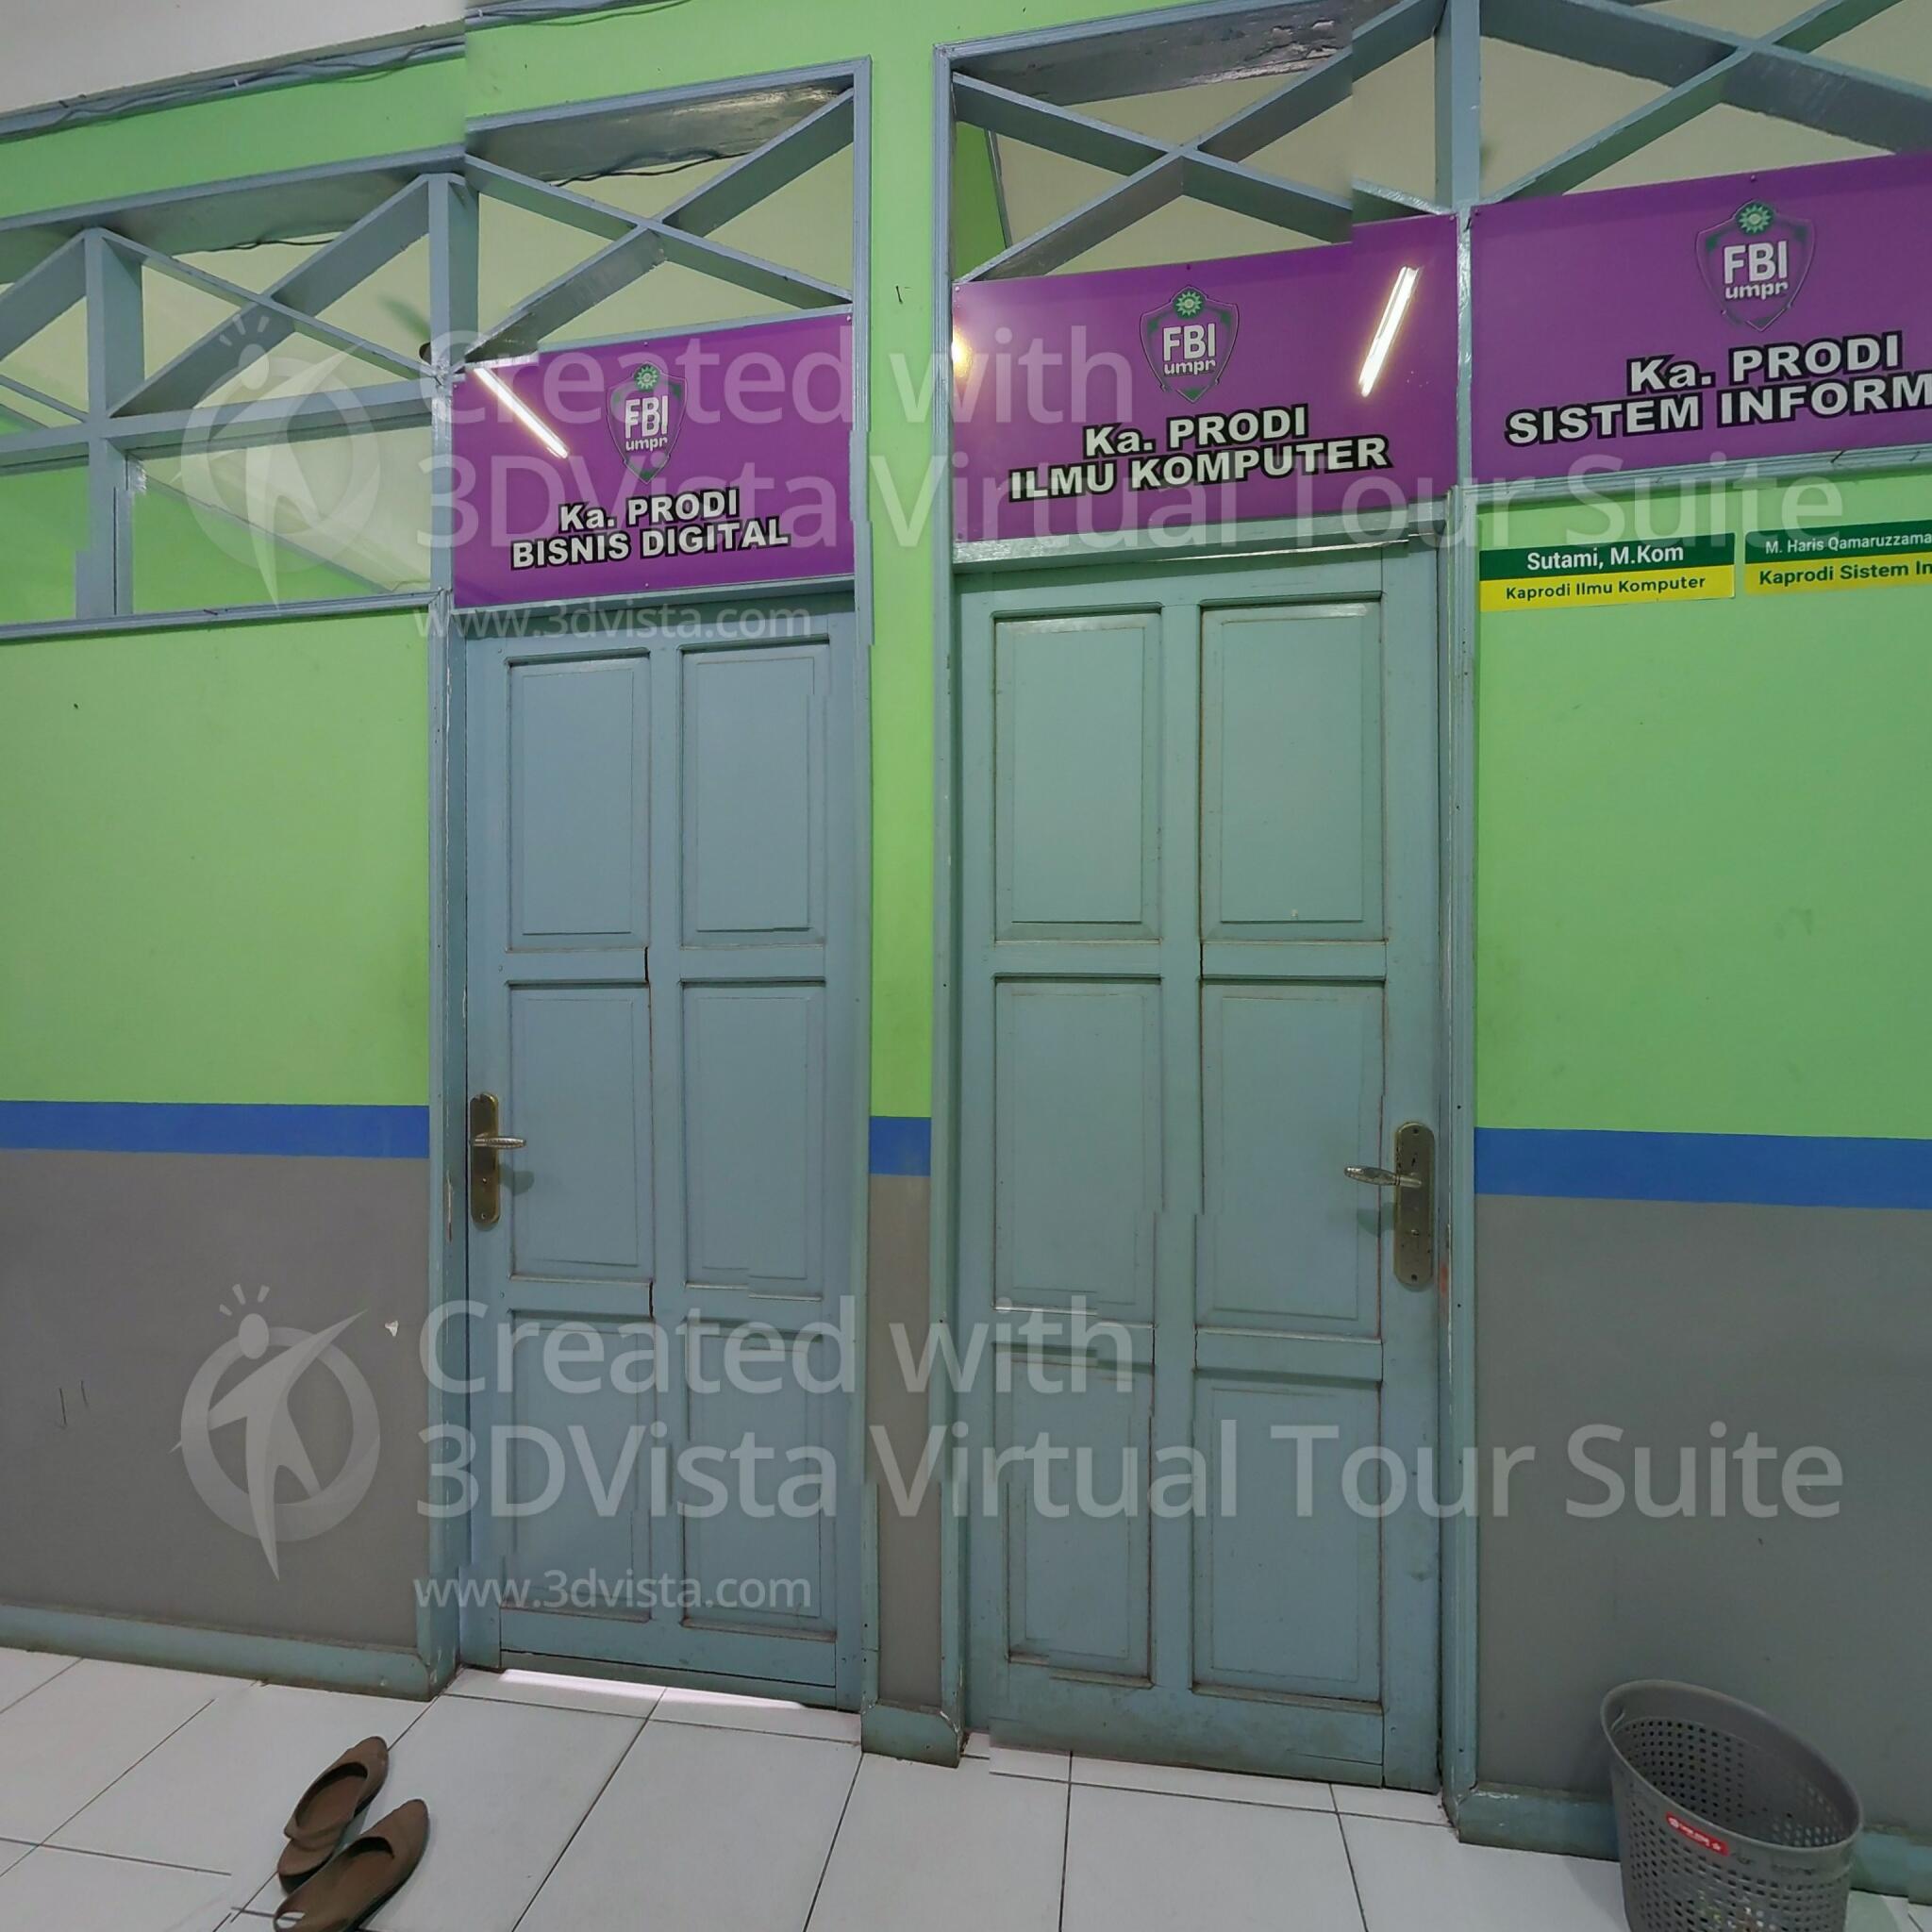 FBI
umpr
Ka. PRODI
BISNIS DIGITAL
FBI
umpr
Ka. PRODI
ILMU KOMPUTER
FBI
umpr
Ka. PRODI
SISTEM INFORM
Sutami, M.Kom
Kaprodi Ilmu Komputer
M. Haris Qamaruzzama
Kaprodi Sistem In
Created with
3DVista Virtual Tour Suite
www.3dvista.com
Created with
3DVista Virtual Tour Suite
www.3dvista.com